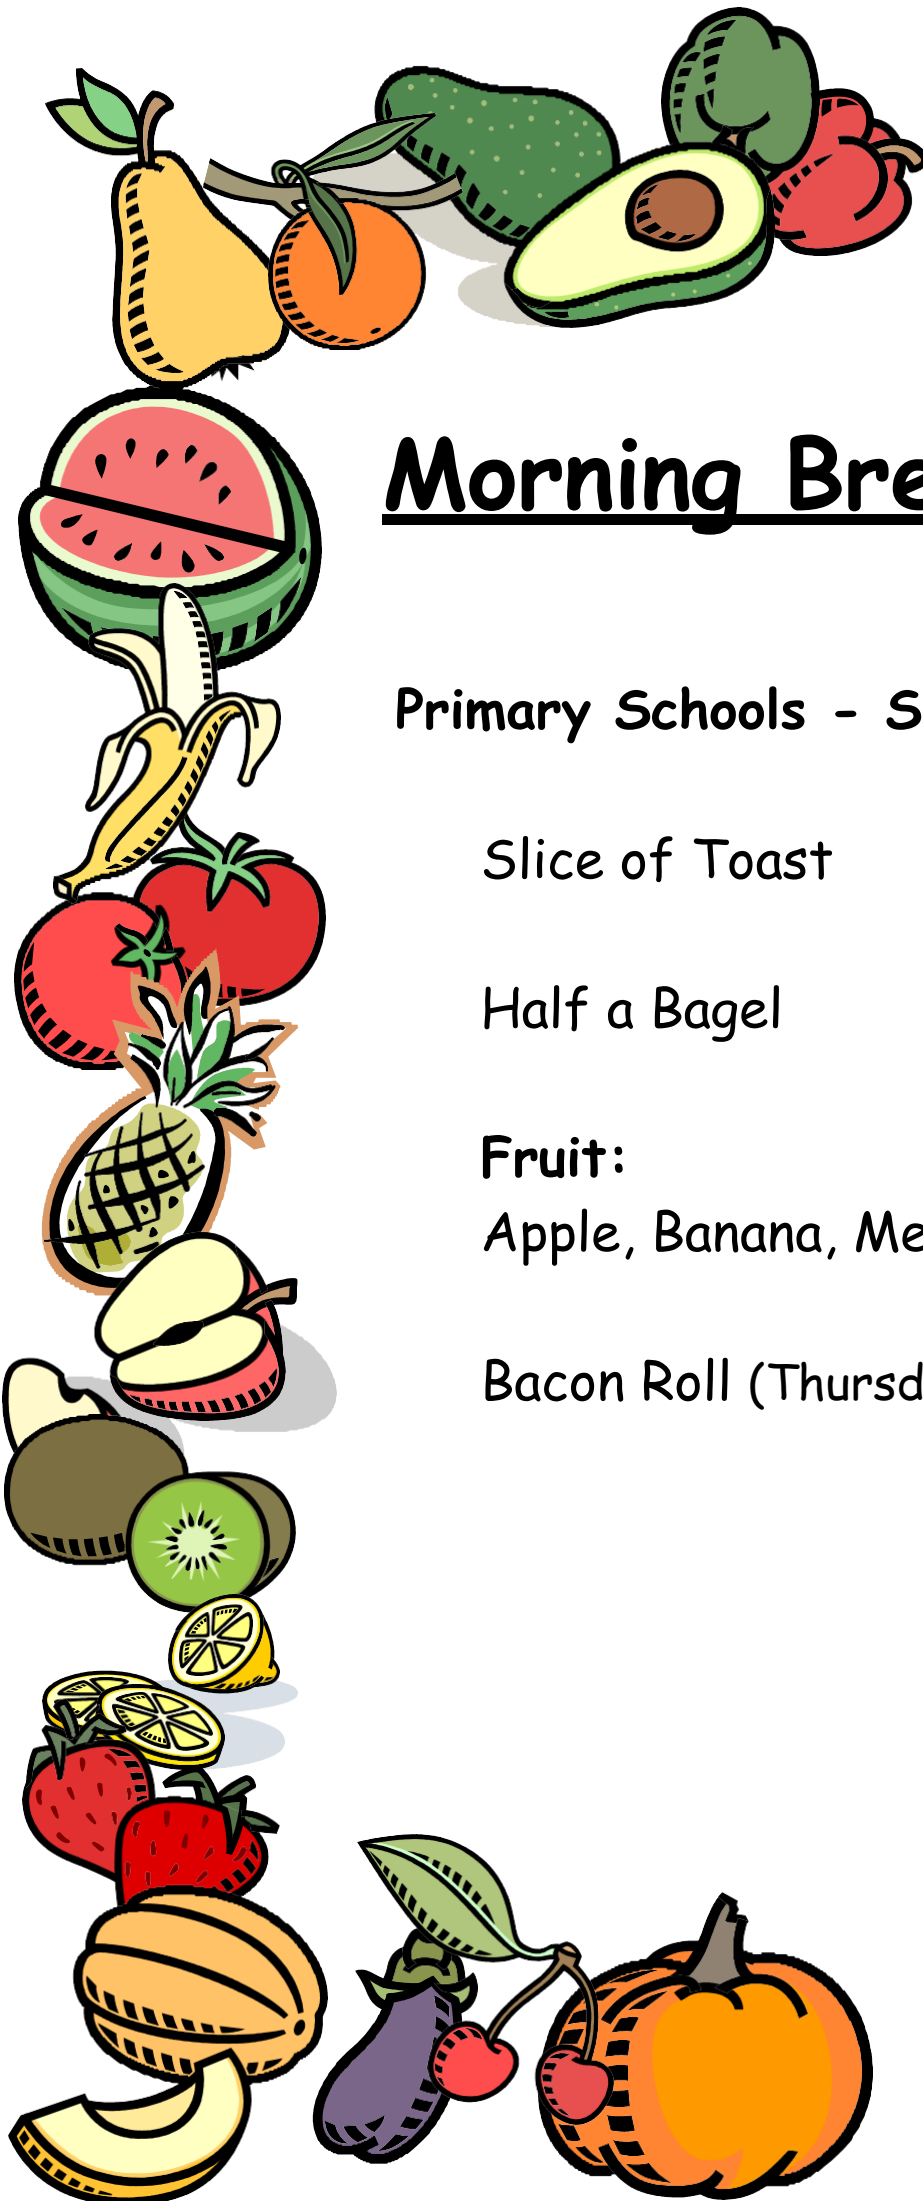 Morning Bre
Primary Schools - S
Slice of Toast
Half a Bagel
Fruit:
Apple, Banana, Me
Bacon Roll (Thursd